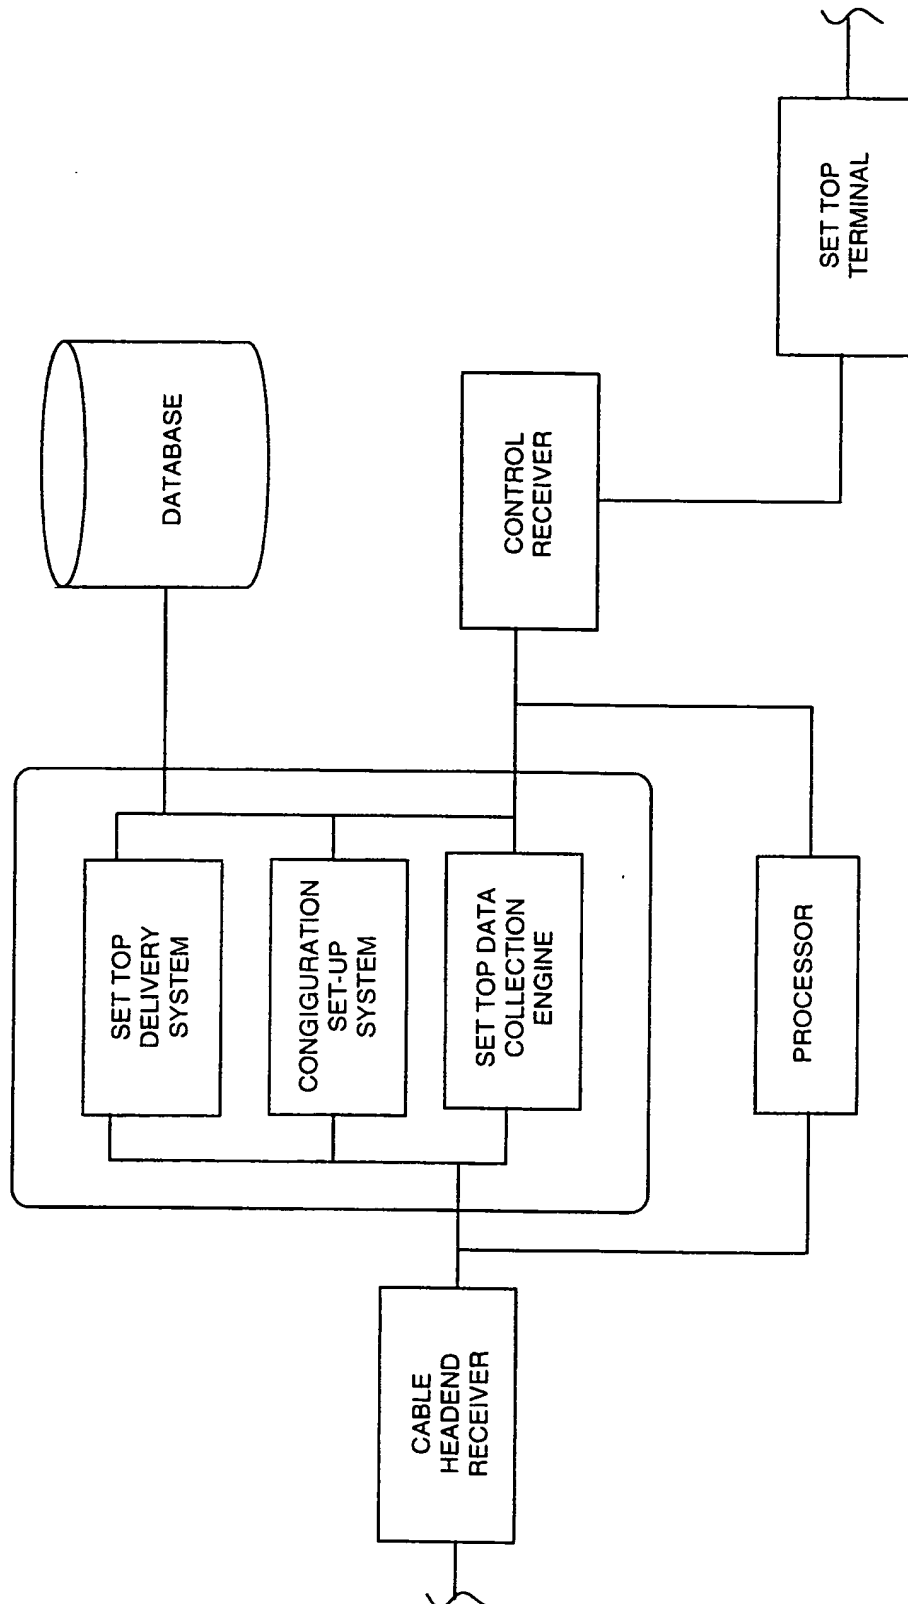 CABLE
HEADEND
RECEIVER
SET TOP
DELIVERY
SYSTEM
CONGIGURATION
SET-UP
SYSTEM
SET TOP DATA
COLLECTION
ENGINE
PROCESSOR
DATABASE
CONTROL
RECEIVER
SET TOP
TERMINAL